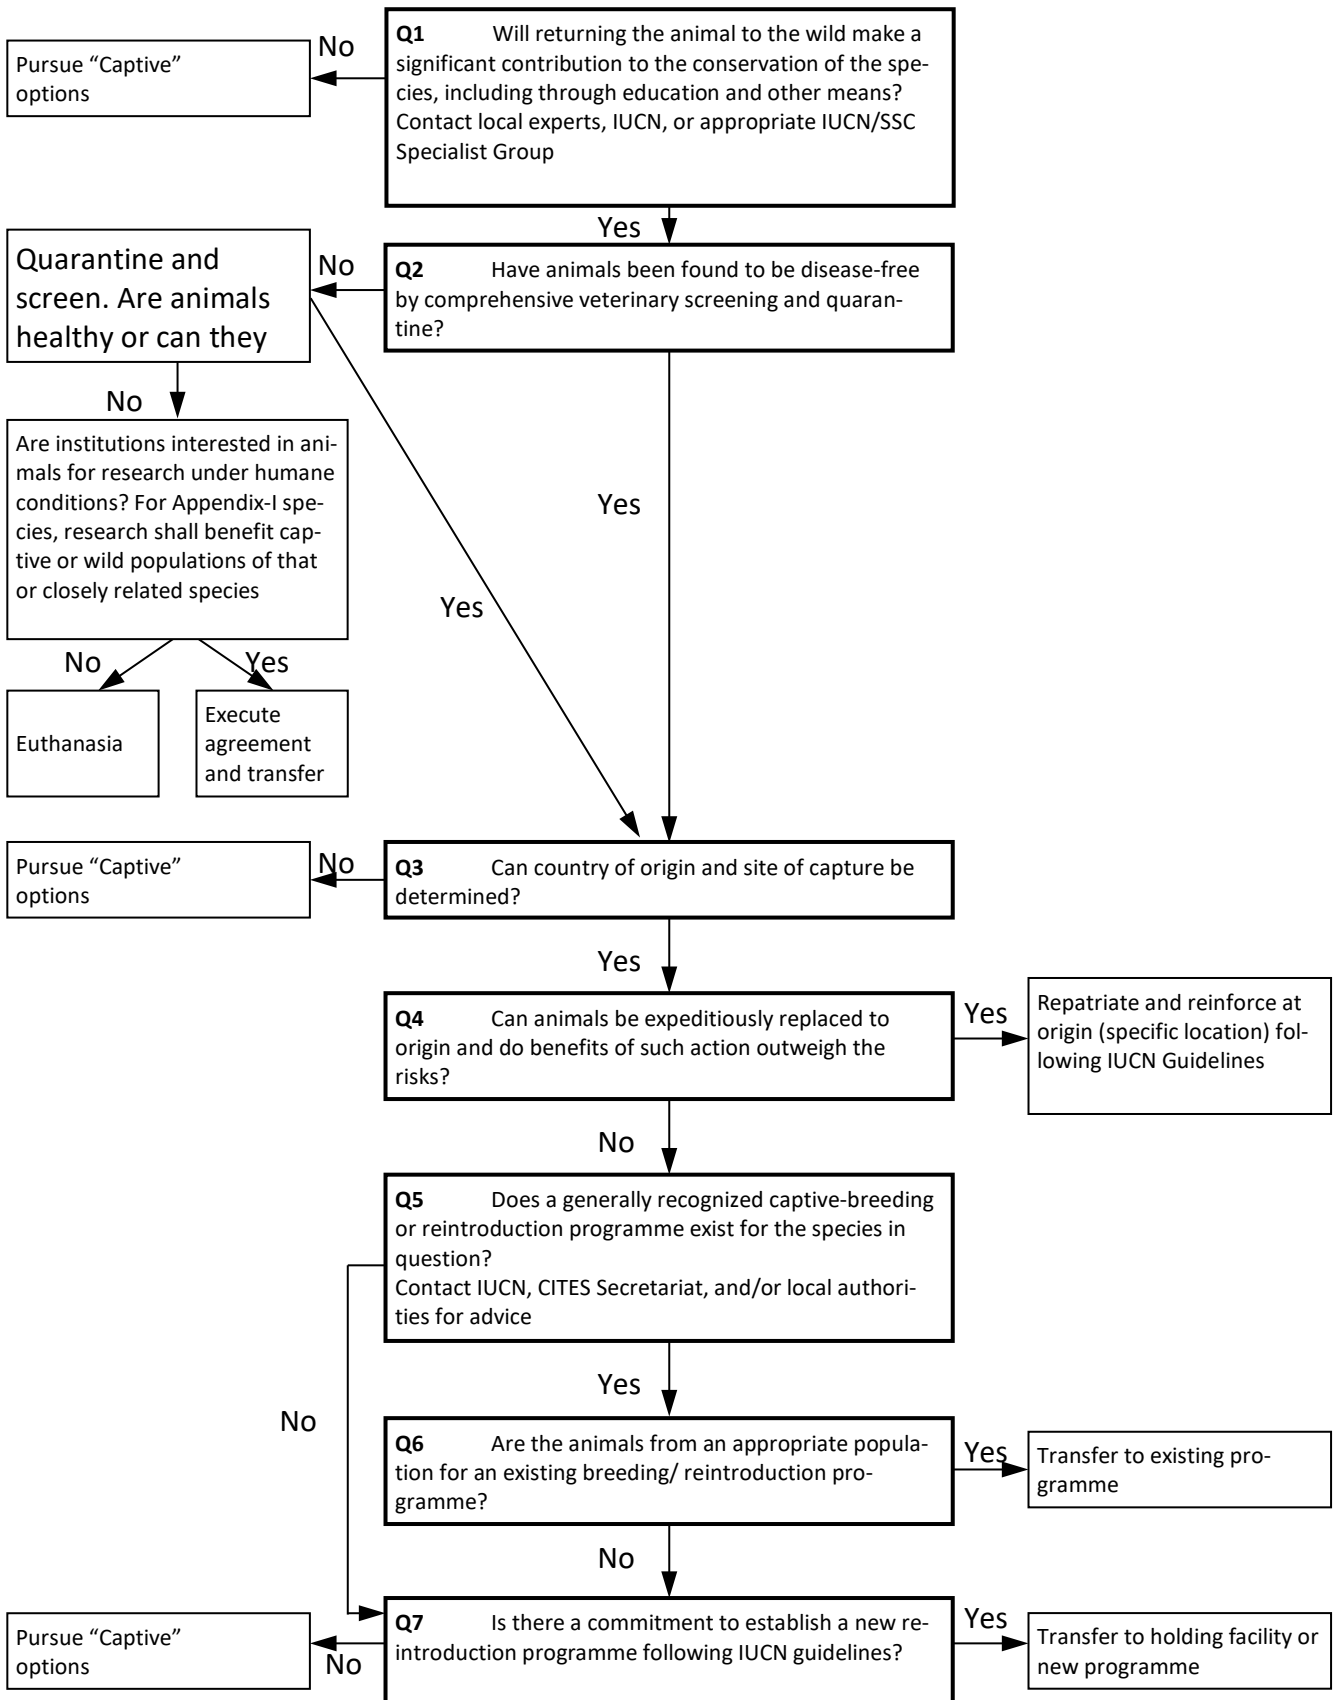 No
Pursue “Captive”
options
Q1 Will returning the animal to the wild make a
significant contribution to the conservation of the spe-
cies, including through education and other means?
Contact local experts, IUCN, or appropriate IUCN/SSC
Specialist Group
Yes
Quarantine and
screen. Are animals
healthy or can they
No
Q2 Have animals been found to be disease-free
by comprehensive veterinary screening and quaran-
tine?
No
Are institutions interested in ani-
mals for research under humane
conditions? For Appendix-I spe-
cies, research shall benefit cap-
tive or wild populations of that
or closely related species
Yes
Yes
No
Yes
Euthanasia
Execute
agreement
and transfer
Pursue “Captive”
options
No
Q3 Can country of origin and site of capture be
determined?
Yes
Q4 Can animals be expeditiously replaced to
origin and do benefits of such action outweigh the
risks?
Yes
Repatriate and reinforce at
origin (specific location) fol-
lowing IUCN Guidelines
No
Q5 Does a generally recognized captive-breeding
or reintroduction programme exist for the species in
question?
Contact IUCN, CITES Secretariat, and/or local authori-
ties for advice
Yes
No
Q6 Are the animals from an appropriate popula-
tion for an existing breeding/ reintroduction pro-
gramme?
Yes
Transfer to existing pro-
gramme
No
Pursue “Captive”
options
No
Q7 Is there a commitment to establish a new re-
introduction programme following IUCN guidelines?
Yes
Transfer to holding facility or
new programme